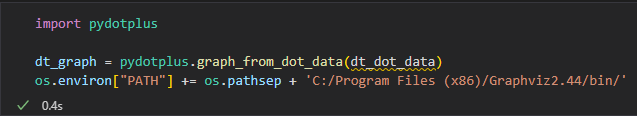 import pydotplus
dt_graph = pydotplus.graph_from_dot_data(dt_dot_data)
os.environ["PATH"] += os.pathsep + 'C:/Program Files (x86)/Graphviz2.44/bin/'
✓ 0.4s